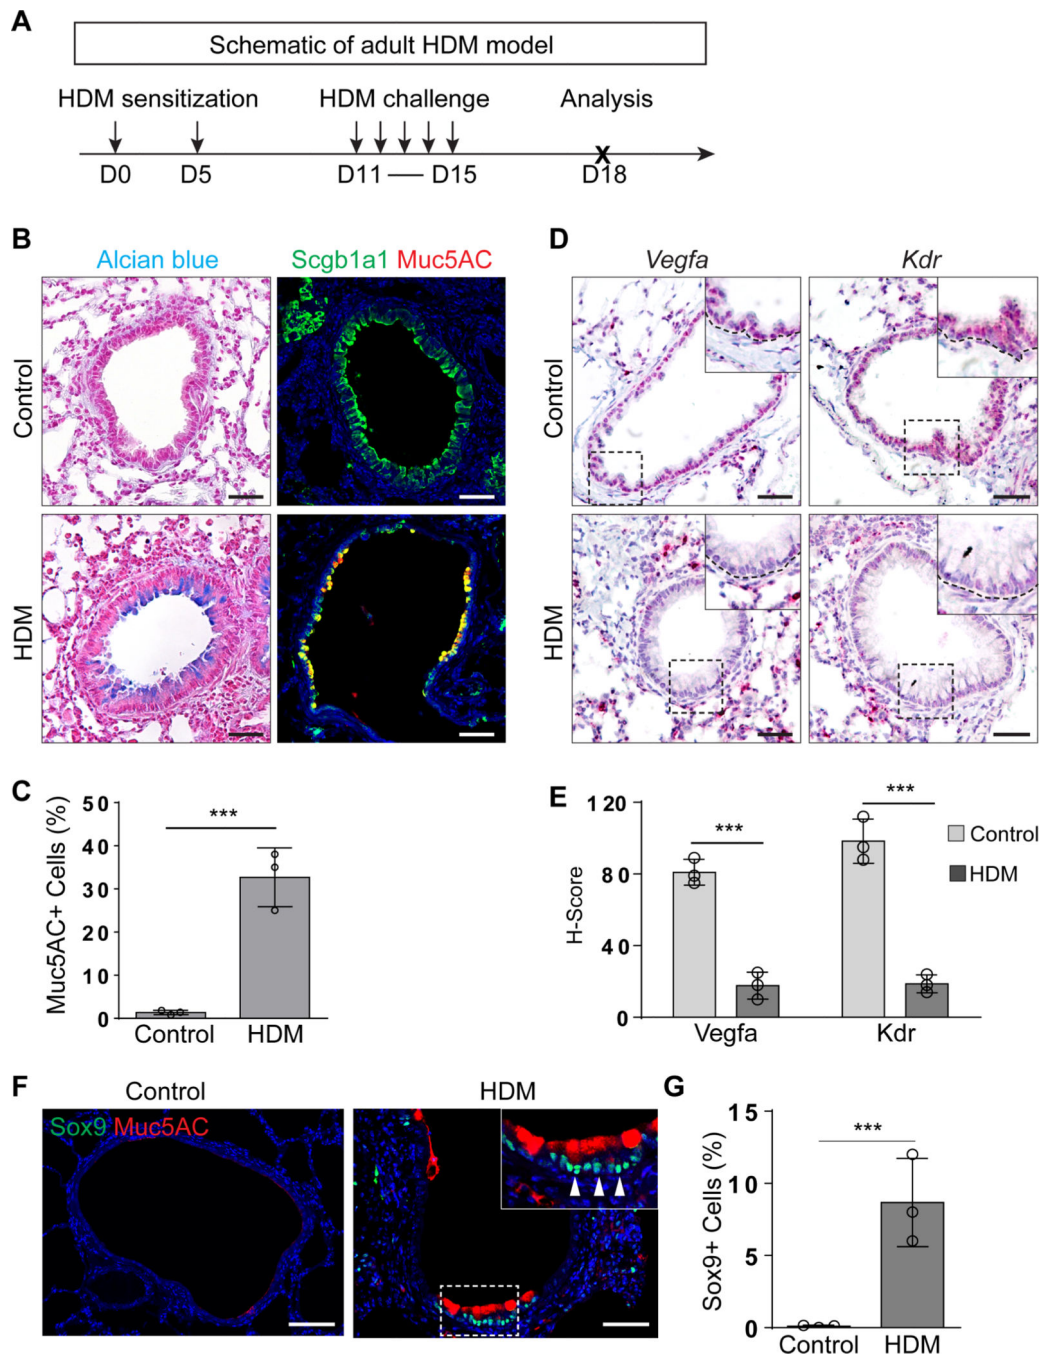 A
Schematic of adult HDM model
HDM sensitization HDM challenge Analysis
D0 D5 D11 D15 D18
B
Alcian blue Scgb1a1 Muc5AC
Control
HDM
D
Vegfa Kdr
Control
HDM
C
Muc5AC+ Cells (%)
50
40
30
20
10
0
***
Control HDM
E
H-Score
120
80
40
0
*** ***
Control
HDM
Vegfa Kdr
F
Control HDM
Sox9 Muc5AC
G
Sox9+ Cells (%)
15
10
5
0
***
Control HDM